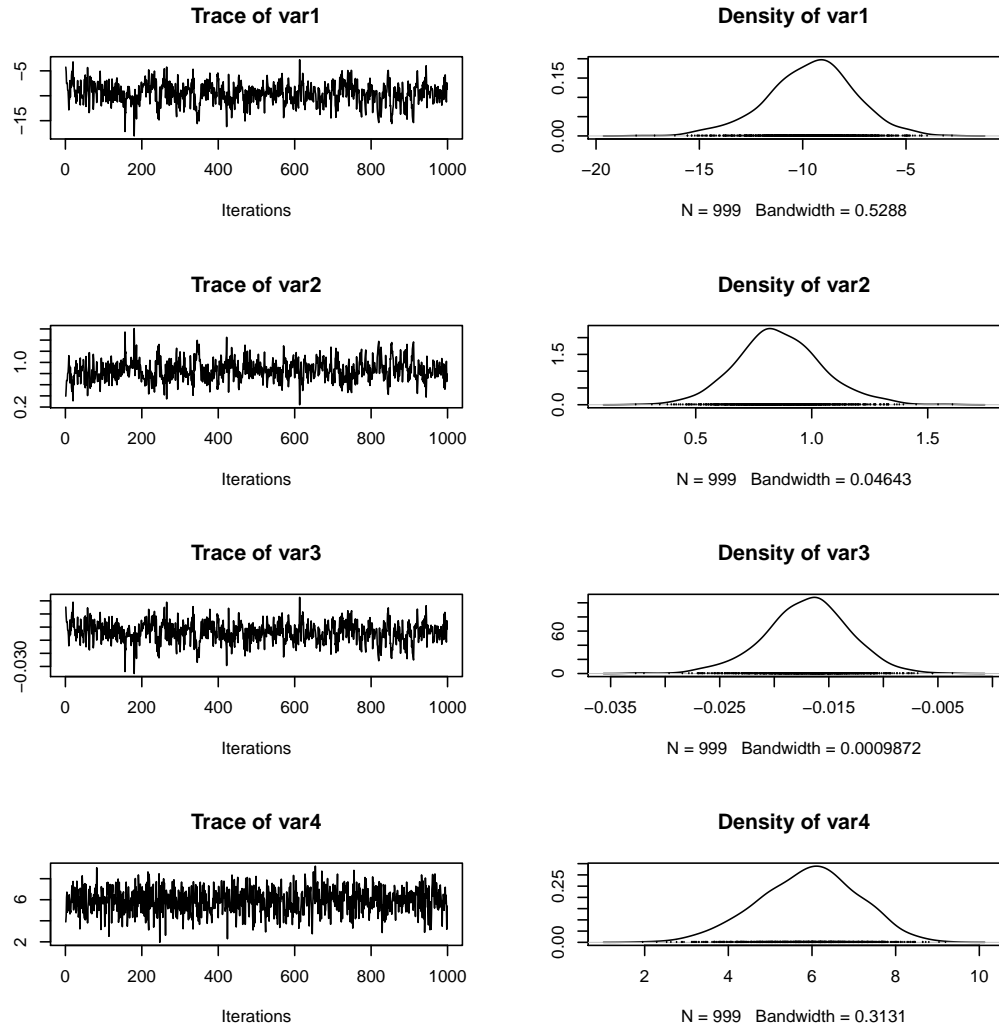 Trace of var1
−5
−15
0 200 400 600 800 1000
Iterations
Density of var1
0.15
0.00
−20 −15 −10 −5
N = 999 Bandwidth = 0.5288
Trace of var2
1.0
0.2
0 200 400 600 800 1000
Iterations
Density of var2
1.5
0.0
0.5 1.0 1.5
N = 999 Bandwidth = 0.04643
Trace of var3
−0.030
0 200 400 600 800 1000
Iterations
Density of var3
60
0
−0.035 −0.025 −0.015 −0.005
N = 999 Bandwidth = 0.0009872
Trace of var4
6
2
0 200 400 600 800 1000
Iterations
Density of var4
0.25
0.00
2 4 6 8 10
N = 999 Bandwidth = 0.3131